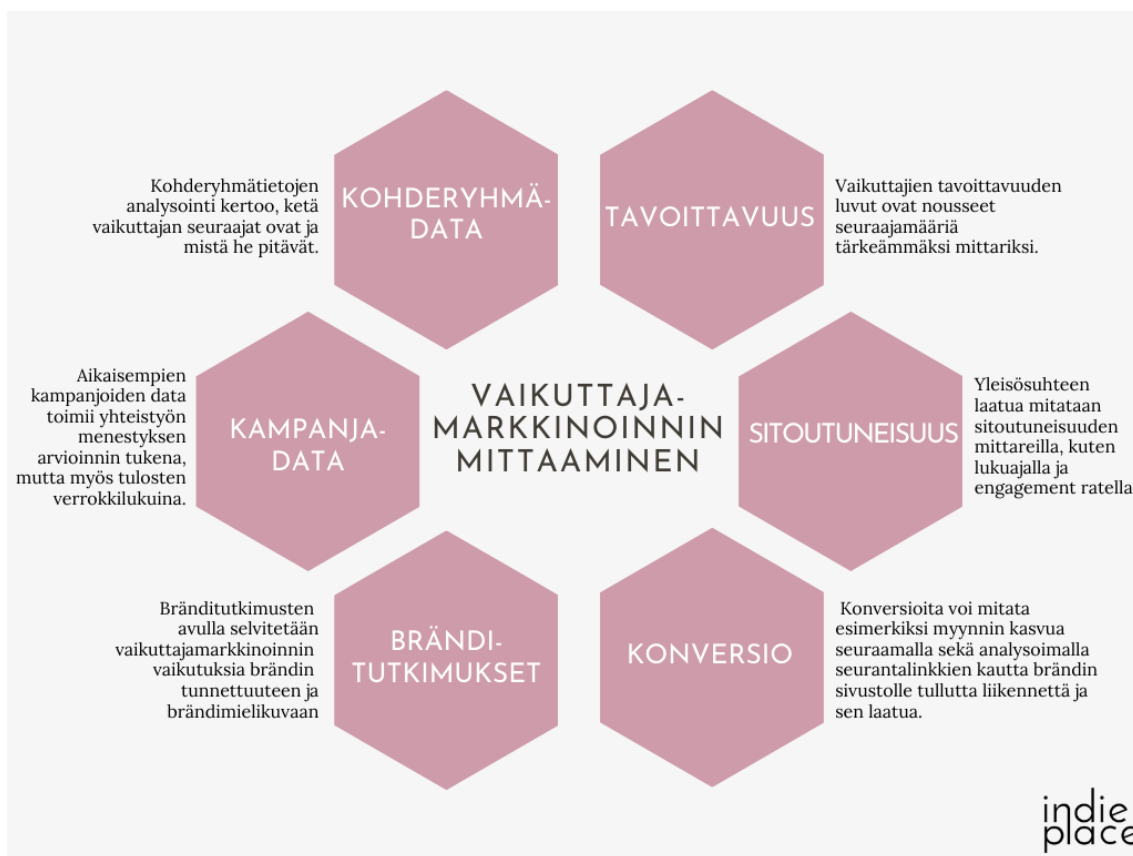 KOHDERYHMÄ-
DATA
Kohderyhmätietojen
analysointi kertoo, ketä
vaikuttajan seuraajat ovat ja
mistä he pitävät.
TAVOITTAVUUS
Vaikuttajien tavoittavuuden
luvut ovat nousseet
seuraajamääriä
tärkeämmäksi mittariksi.
Aikaisempien
kampanjoiden data
toimii yhteistyön
menestyksen
arvioinnin tukena,
mutta myös tulosten
verrokkilukuina.
KAMPANJA-
DATA
VAIKUTTAJA-
MARKKINOINNIN
MITTAAMINEN
SITOUTUNEISUUS
Yleisösuhteen
laatua mitataan
sitoutuneisuuden
mittareilla, kuten
lukuajalla ja
engagement ratella
Bränditutkimusten
avulla selvitetään
vaikuttajamarkkinoinnin
vaikutuksia brändin
tunnettuuteen ja
brändimielikuvaan
BRÄNDI-
TUTKIMUKSET
KONVERSIO
Konversioita voi mitata
esimerkiksi myynnin kasvua
seuraamalla sekä analysoimalla
seurantalinkkien kautta brändin
sivustolle tullutta liikennettä ja
sen laatua.
indie
place